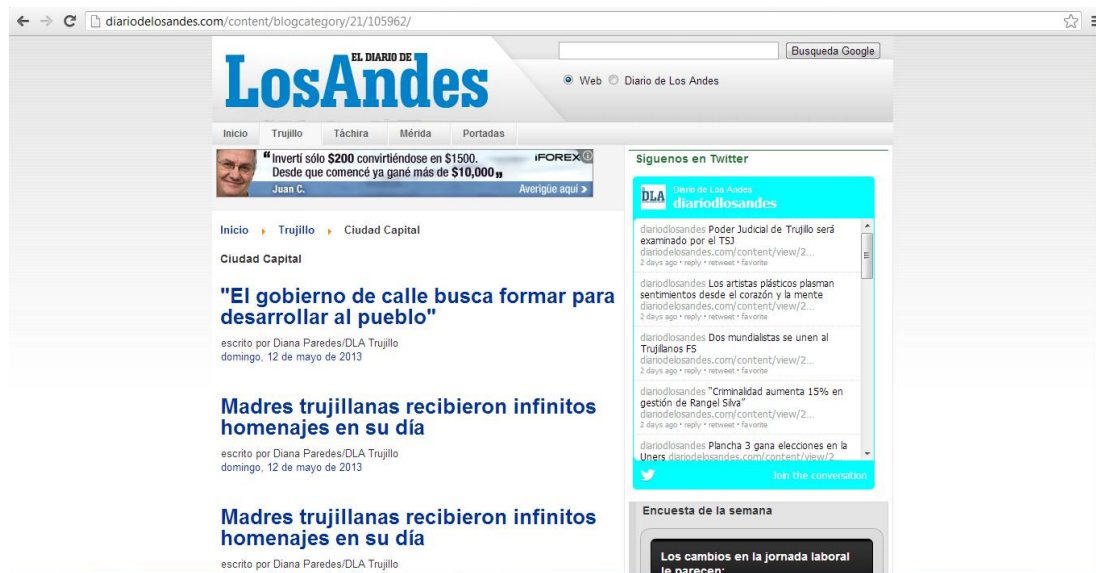 diariodelosandes.com/content/blogcategory/21/105962/
EL DIARIO DE
LosAndes
Busqueda Google
Web Diario de Los Andes
Inicio Trujillo Táchira Mérida Portadas
"Invertí sólo $200 convirtiéndose en $1500.
Desde que comencé ya gané más de $10,000"
Juan C.
iFOREX
Averigüe aquí >
Inicio Trujillo Ciudad Capital
Ciudad Capital
"El gobierno de calle busca formar para
desarrollar al pueblo"
escrito por Diana Paredes/DLA Trujillo
domingo, 12 de mayo de 2013
Madres trujillanas recibieron infinitos
homenajes en su día
escrito por Diana Paredes/DLA Trujillo
domingo, 12 de mayo de 2013
Madres trujillanas recibieron infinitos
homenajes en su día
escrito por Diana Paredes/DLA Trujillo
Siguenos en Twitter
DLA
Diario de Los Andes
diariodlosandes
diariodlosandes Poder Judicial de Trujillo será
examinado por el TSJ
diariodelosandes.com/content/view/2...
2 days ago • reply • retweet • favorite
diariodlosandes Los artistas plásticos plasman
sentimientos desde el corazón y la mente
diariodelosandes.com/content/view/2...
2 days ago • reply • retweet • favorite
diariodlosandes Dos mundialistas se unen al
Trujillanos FS
diariodelosandes.com/content/view/2...
2 days ago • reply • retweet • favorite
diariodlosandes "Criminalidad aumenta 15% en
gestión de Rangel Silva"
diariodelosandes.com/content/view/2...
2 days ago • reply • retweet • favorite
diariodlosandes Plancha 3 gana elecciones en la
Uners diariodelosandes.com/content/view/2...
Join the conversation
Encuesta de la semana
Los cambios en la jornada laboral
le parecen: